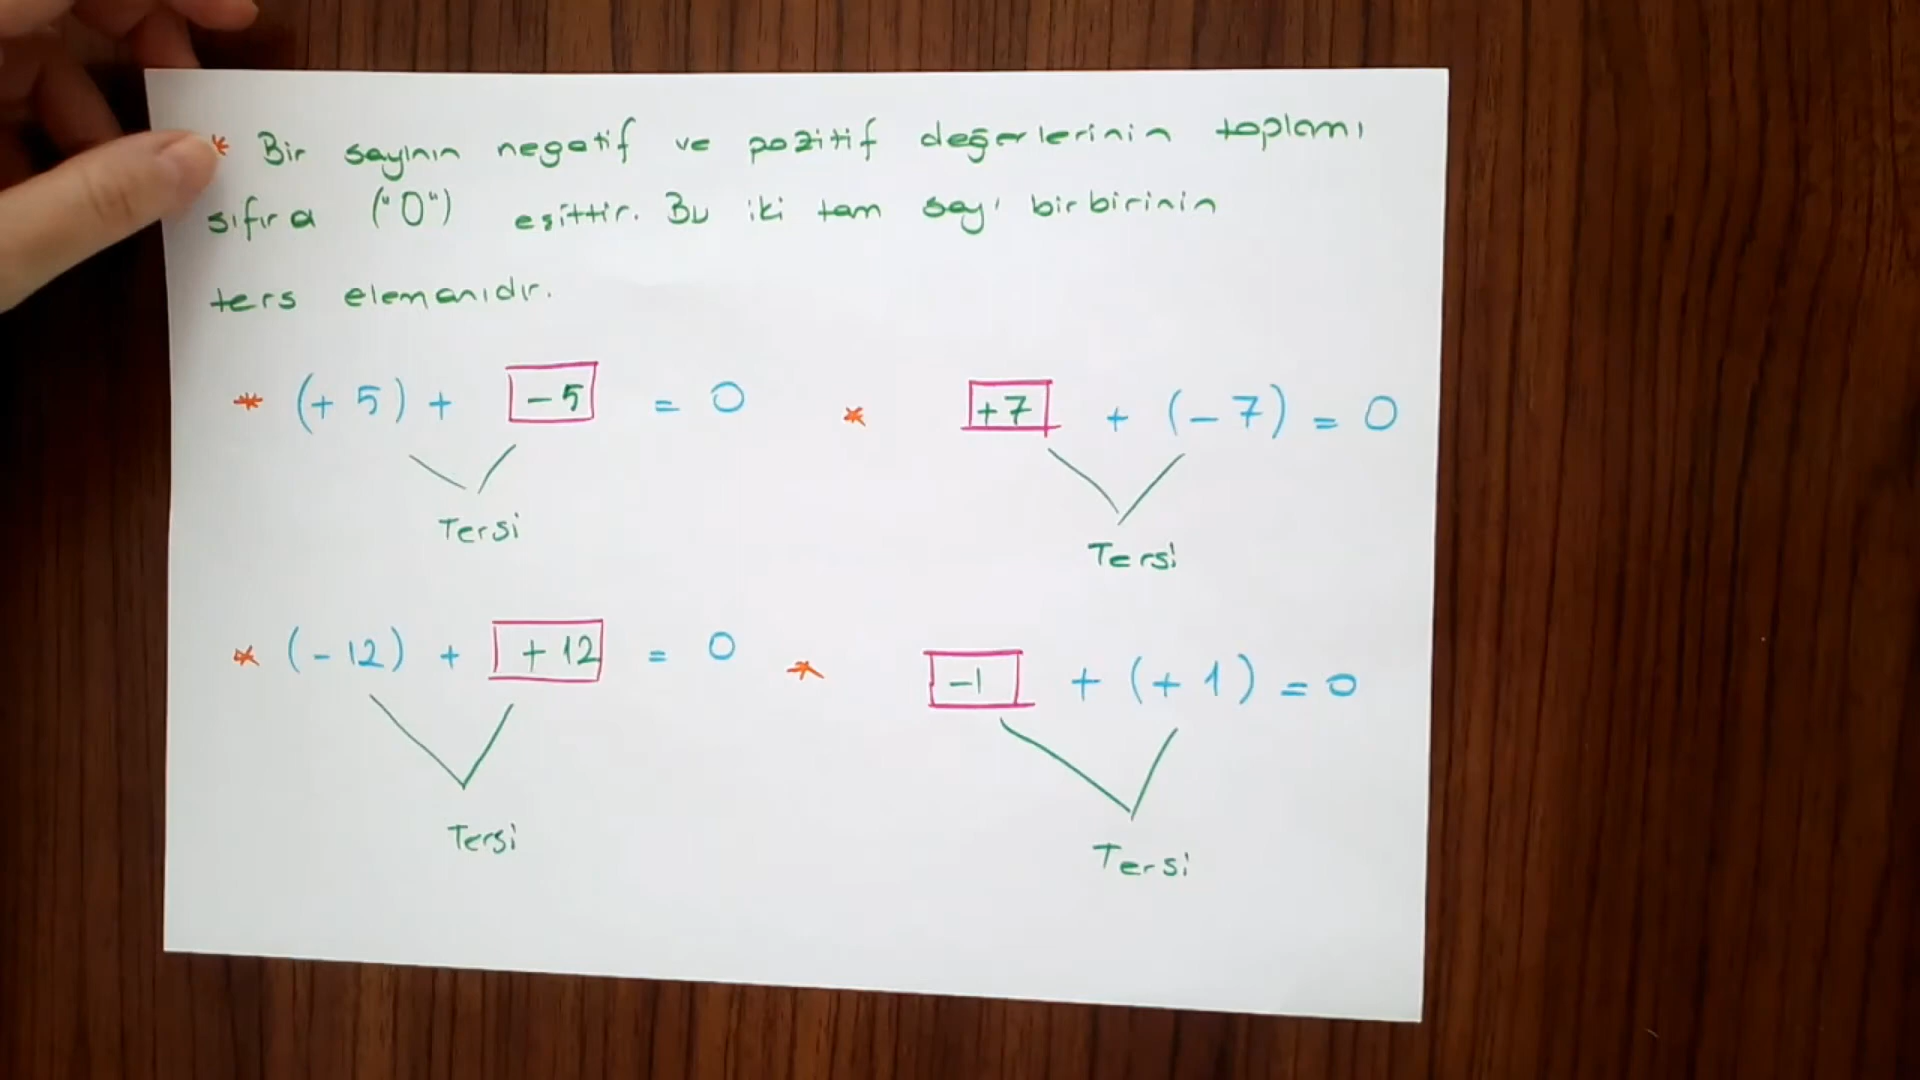 * Bir sayının negatif ve pozitif değerlerinin toplamı
sıfıra ("0") eşittir. Bu iki tam sayı birbirinin
ters elemanıdır.
* (+5) + -5 = 0
* +7 + (-7) = 0
Tersi
Tersi
* (-12) + +12 = 0
* -1 + (+1) = 0
Tersi
Tersi